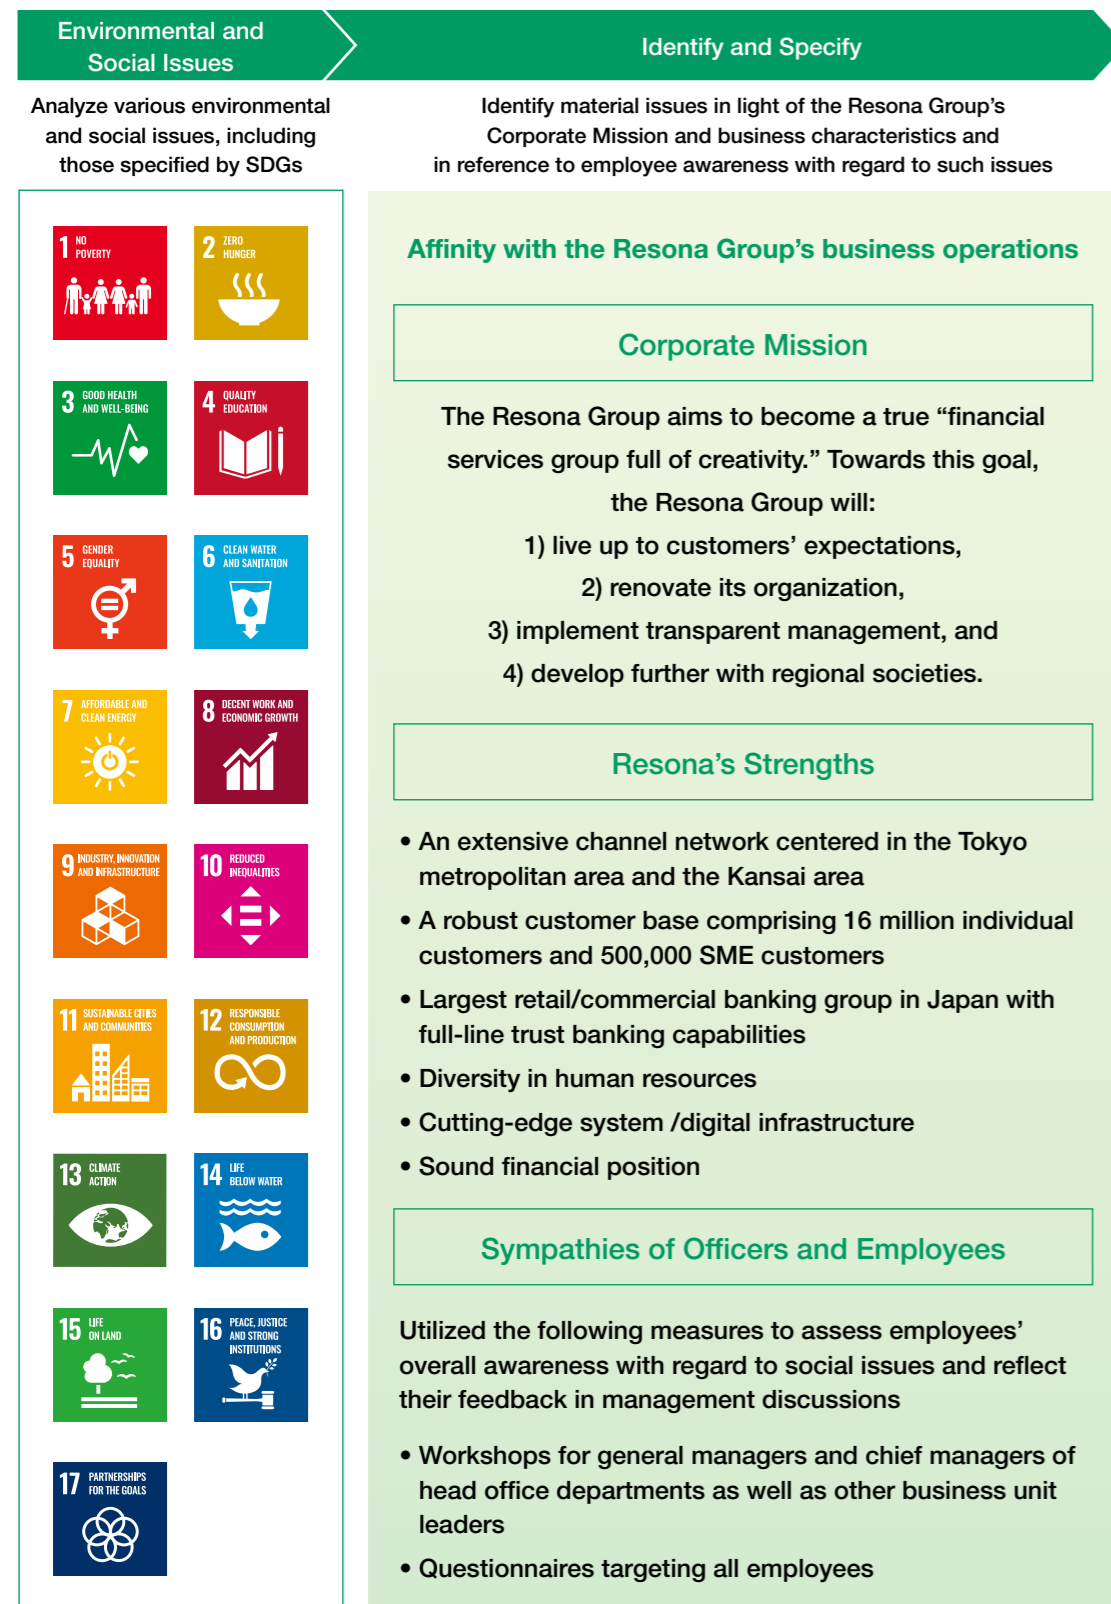 Environmental and
Social Issues
Identify and Specify
Analyze various environmental
and social issues, including
those specified by SDGs
Identify material issues in light of the Resona Group’s
Corporate Mission and business characteristics and
in reference to employee awareness with regard to such issues
1 NO
POVERTY
2 ZERO
HUNGER
3 GOOD HEALTH
AND WELL-BEING
4 QUALITY
EDUCATION
5 GENDER
EQUALITY
6 CLEAN WATER
AND SANITATION
7 AFFORDABLE AND
CLEAN ENERGY
8 DECENT WORK AND
ECONOMIC GROWTH
9 INDUSTRY, INNOVATION
AND INFRASTRUCTURE
10 REDUCED
INEQUALITIES
11 SUSTAINABLE CITIES
AND COMMUNITIES
12 RESPONSIBLE
CONSUMPTION
AND PRODUCTION
13 CLIMATE
ACTION
14 LIFE
BELOW WATER
15 LIFE
ON LAND
16 PEACE, JUSTICE
AND STRONG
INSTITUTIONS
17 PARTNERSHIPS
FOR THE GOALS
Affinity with the Resona Group’s business operations
Corporate Mission
The Resona Group aims to become a true “financial
services group full of creativity.” Towards this goal,
the Resona Group will:
1) live up to customers’ expectations,
2) renovate its organization,
3) implement transparent management, and
4) develop further with regional societies.
Resona’s Strengths
• An extensive channel network centered in the Tokyo
metropolitan area and the Kansai area
• A robust customer base comprising 16 million individual
customers and 500,000 SME customers
• Largest retail/commercial banking group in Japan with
full-line trust banking capabilities
• Diversity in human resources
• Cutting-edge system /digital infrastructure
• Sound financial position
Sympathies of Officers and Employees
Utilized the following measures to assess employees’
overall awareness with regard to social issues and reflect
their feedback in management discussions
• Workshops for general managers and chief managers of
head office departments as well as other business unit
leaders
• Questionnaires targeting all employees